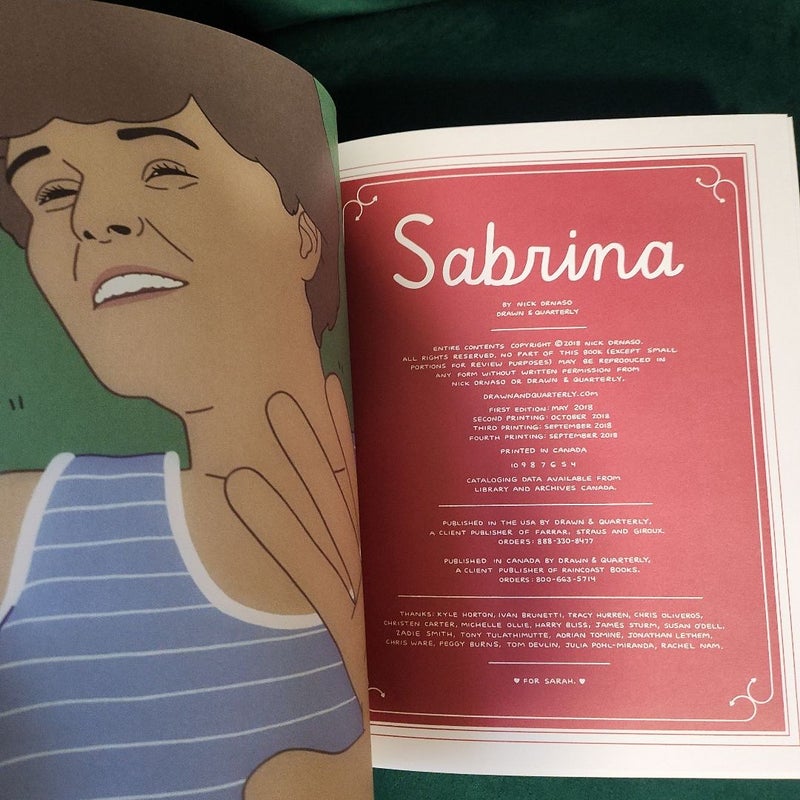 Sabrina
BY NICK DRNASO
DRAWN & QUARTERLY
ENTIRE CONTENTS COPYRIGHT © 2018 NICK DRNASO.
ALL RIGHTS RESERVED. NO PART OF THIS BOOK (EXCEPT SMALL
PORTIONS FOR REVIEW PURPOSES) MAY BE REPRODUCED IN
ANY FORM WITHOUT WRITTEN PERMISSION FROM
NICK DRNASO OR DRAWN & QUARTERLY.
DRAWNANDQUARTERLY.COM
FIRST EDITION: MAY 2018
SECOND PRINTING: OCTOBER 2018
THIRD PRINTING: SEPTEMBER 2018
FOURTH PRINTING: SEPTEMBER 2018
PRINTED IN CANADA
10 9 8 7 6 5 4
CATALOGING DATA AVAILABLE FROM
LIBRARY AND ARCHIVES CANADA.
PUBLISHED IN THE USA BY DRAWN & QUARTERLY,
A CLIENT PUBLISHER OF FARRAR, STRAUS AND GIROUX.
ORDERS: 888-330-8477
PUBLISHED IN CANADA BY DRAWN & QUARTERLY,
A CLIENT PUBLISHER OF RAINCOAST BOOKS.
ORDERS: 800-663-5714
THANKS: KYLE HORTON, IVAN BRUNETTI, TRACY HURREN, CHRIS OLIVEROS,
CHRISTEN CARTER, MICHELLE OLLIE, HARRY BLISS, JAMES STURM, SUSAN O'DELL,
ZADIE SMITH, TONY TULATHIMUTTE, ADRIAN TOMINE, JONATHAN LETHEM,
CHRIS WARE, PEGGY BURNS, TOM DEVLIN, JULIA POHL-MIRANDA, RACHEL NAM.
♥ FOR SARAH. ♥